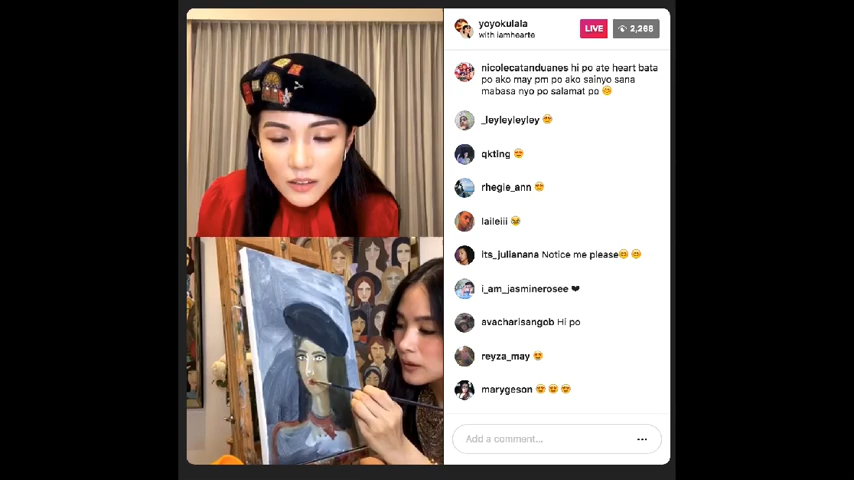 yoyokulala
with iamhearte
LIVE
2,266
nicolecatanduanes hi po ate heart bata
po ako may pm po ako sainyo sana
mabasa nyo po salamat po
_leyleyleyley
qkting
rhegie_ann
laileiii
its_julianana Notice me please
i_am_jasminerosee
avacharisangob Hi po
reyza_may
marygeson
Add a comment...